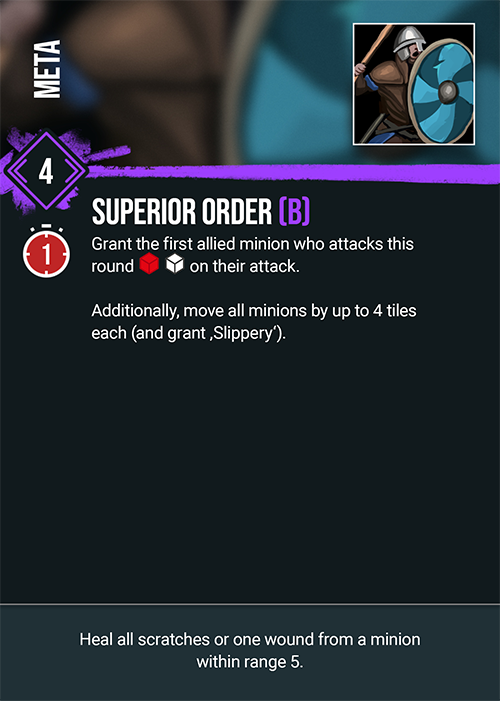 META
4
SUPERIOR ORDER (B)
1
Grant the first allied minion who attacks this
round on their attack.
Additionally, move all minions by up to 4 tiles
each (and grant ‚Slippery‘).
Heal all scratches or one wound from a minion
within range 5.